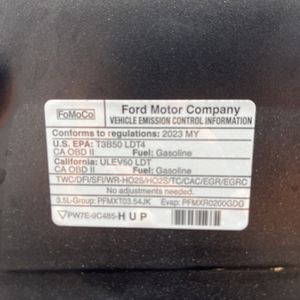 FoMoCo
Ford Motor Company
VEHICLE EMISSION CONTROL INFORMATION
Conforms to regulations: 2023 MY
U.S. EPA: T3B50 LDT4
CA OBD II Fuel: Gasoline
California: ULEV50 LDT
CA OBD II Fuel: Gasoline
TWC/DFI/SFI/WR-HO2S/HO2S/TC/CAC/EGR/EGRC
No adjustments needed.
3.5L-Group: PFMXT03.54JK Evap: PFMXR0200GDG
PW7E-9C485-HUP